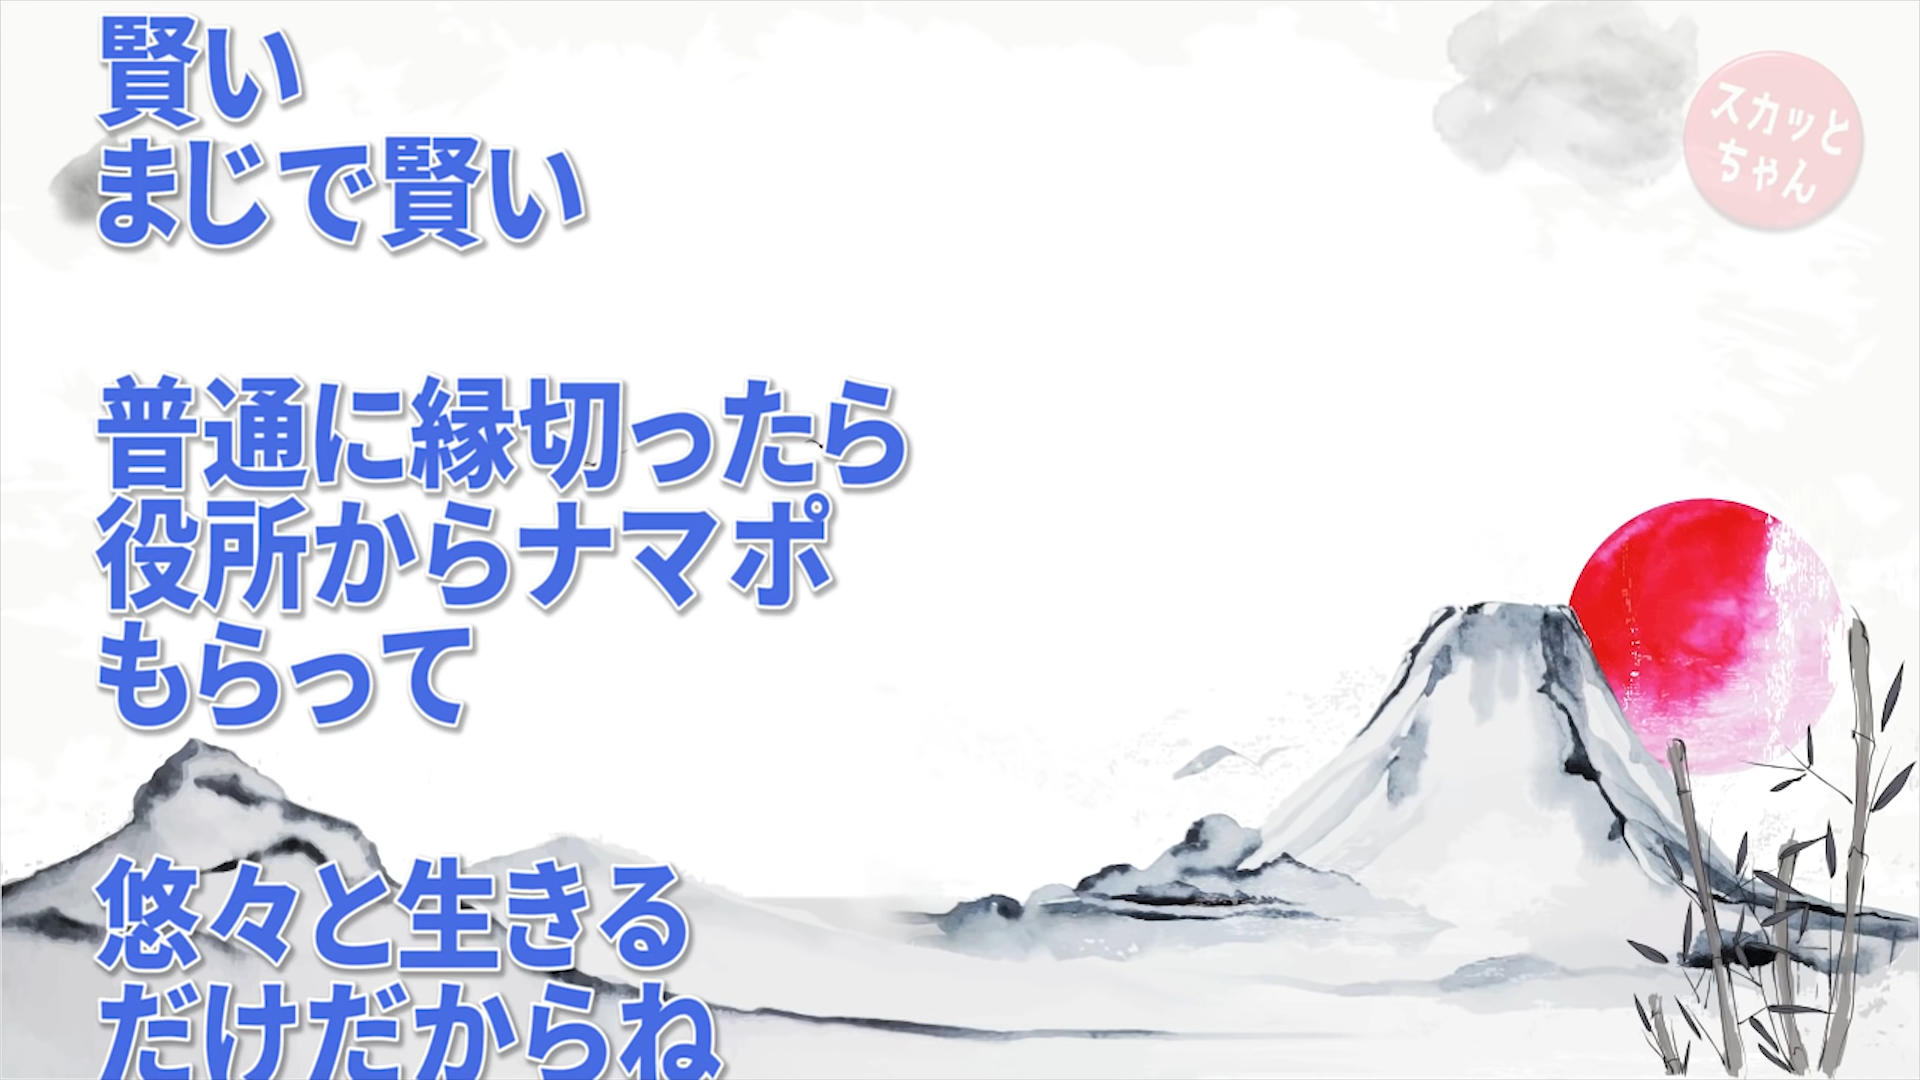 賢い
まじで賢い
普通に縁切ったら
役所からナマポ
もらって
悠々と生きる
だけだからね
スカッと
ちゃん